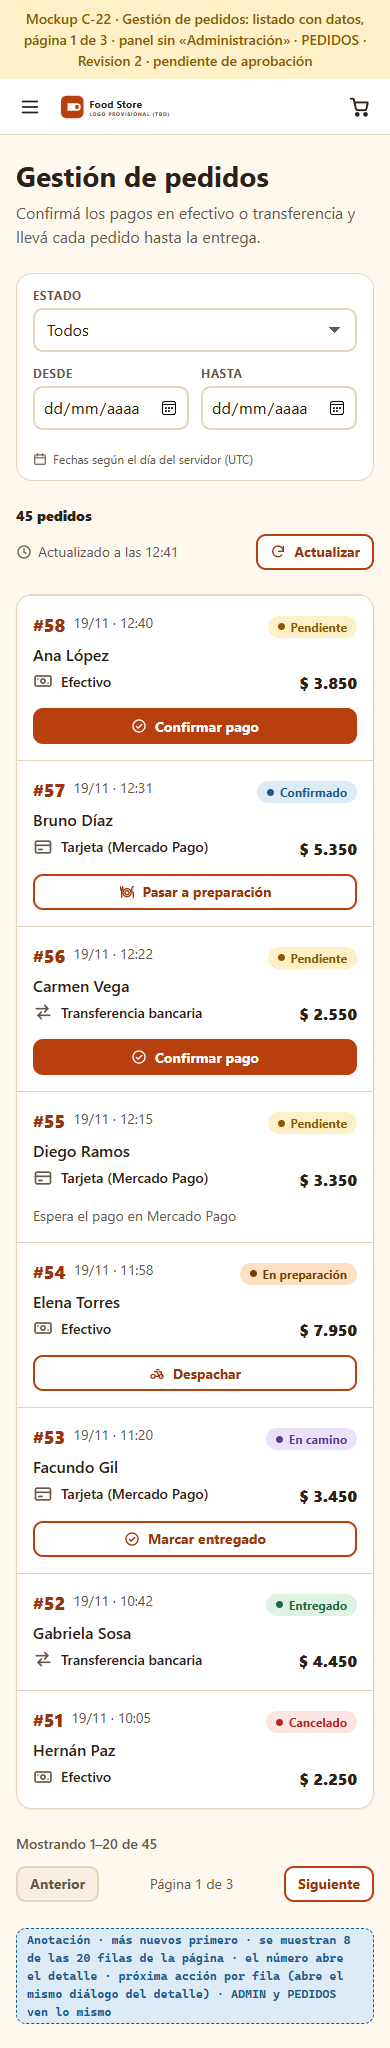 Mockup C-22 · Gestión de pedidos: listado con datos,
página 1 de 3 · panel sin «Administración» · PEDIDOS ·
Revision 2 · pendiente de aprobación
Food Store
LOGO PROVISIONAL (TBD)
Gestión de pedidos
Confirmá los pagos en efectivo o transferencia y
llevá cada pedido hasta la entrega.
ESTADO
Todos
DESDE HASTA
dd/mm/aaaa dd/mm/aaaa
Fechas según el día del servidor (UTC)
45 pedidos
Actualizado a las 12:41 Actualizar
#58 19/11 · 12:40 Pendiente
Ana López
Efectivo $ 3.850
Confirmar pago
#57 19/11 · 12:31 Confirmado
Bruno Díaz
Tarjeta (Mercado Pago) $ 5.350
Pasar a preparación
#56 19/11 · 12:22 Pendiente
Carmen Vega
Transferencia bancaria $ 2.550
Confirmar pago
#55 19/11 · 12:15 Pendiente
Diego Ramos
Tarjeta (Mercado Pago) $ 3.350
Espera el pago en Mercado Pago
#54 19/11 · 11:58 En preparación
Elena Torres
Efectivo $ 7.950
Despachar
#53 19/11 · 11:20 En camino
Facundo Gil
Tarjeta (Mercado Pago) $ 3.450
Marcar entregado
#52 19/11 · 10:42 Entregado
Gabriela Sosa
Transferencia bancaria $ 4.450
#51 19/11 · 10:05 Cancelado
Hernán Paz
Efectivo $ 2.250
Mostrando 1–20 de 45
Anterior Página 1 de 3 Siguiente
Anotación · más nuevos primero · se muestran 8
de las 20 filas de la página · el número abre
el detalle · próxima acción por fila (abre el
mismo diálogo del detalle) · ADMIN y PEDIDOS
ven lo mismo